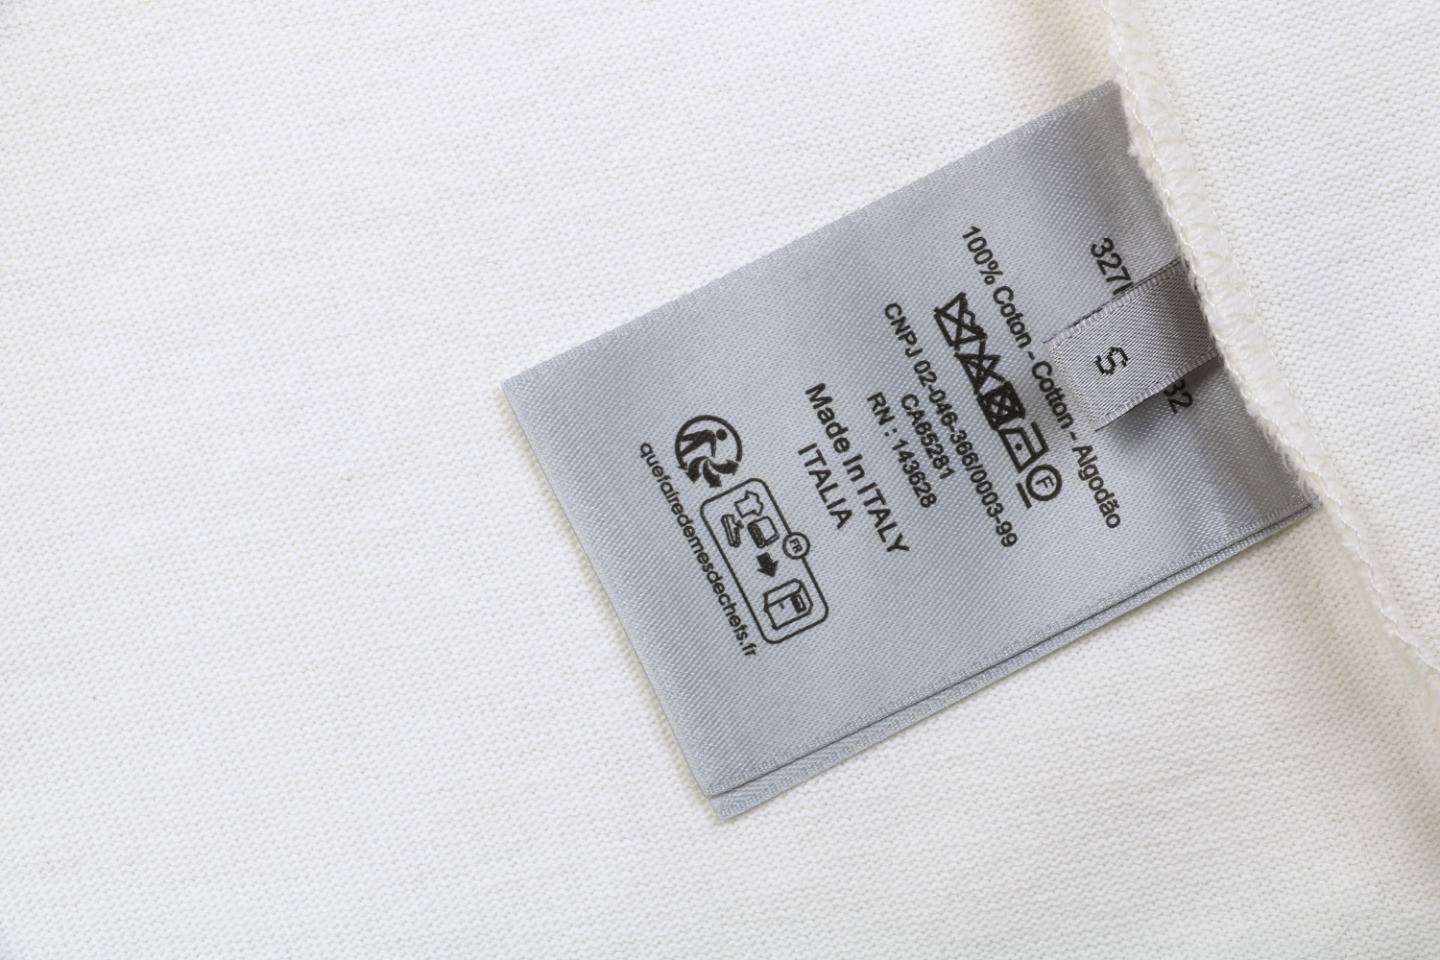 S
100% Coton - Cotton - Algodão
F
CNPJ 02-046-366/0003-99
CA65281
RN : 143628
Made In ITALY
ITALIA
FR
quefairedemesdechets.fr